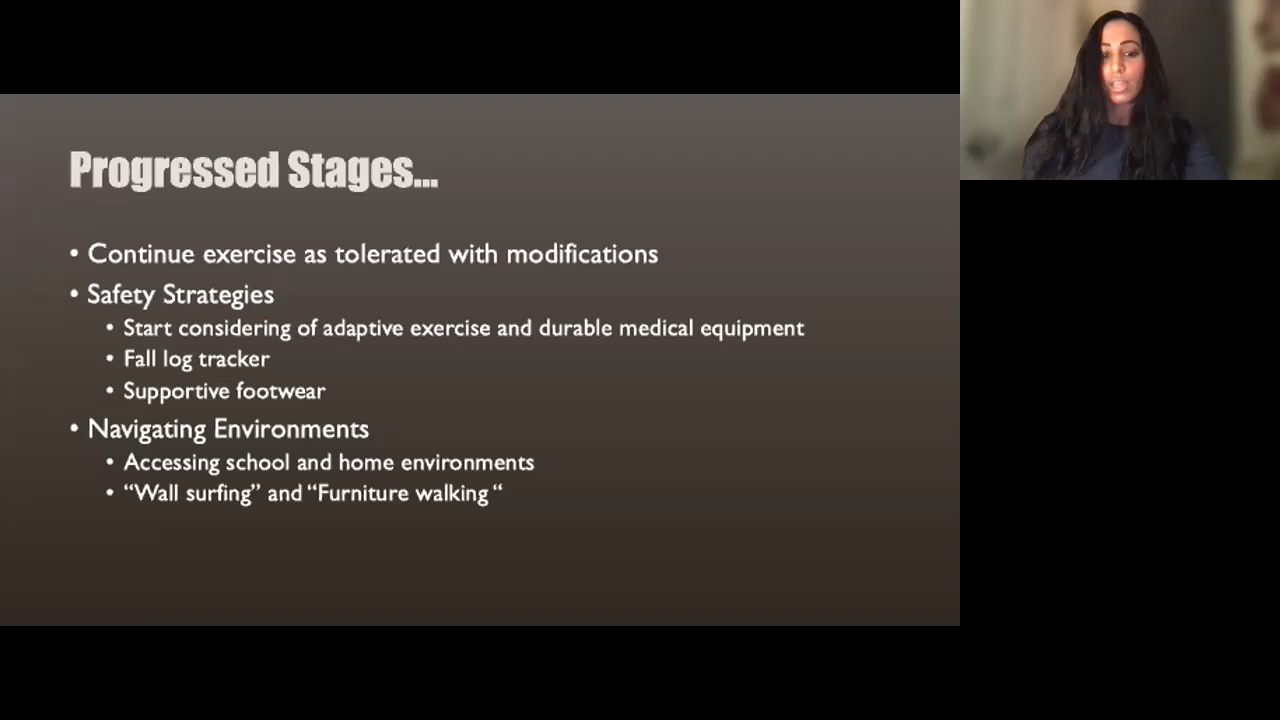 Progressed Stages...
• Continue exercise as tolerated with modifications
• Safety Strategies
• Start considering of adaptive exercise and durable medical equipment
• Fall log tracker
• Supportive footwear
• Navigating Environments
• Accessing school and home environments
• “Wall surfing” and “Furniture walking “